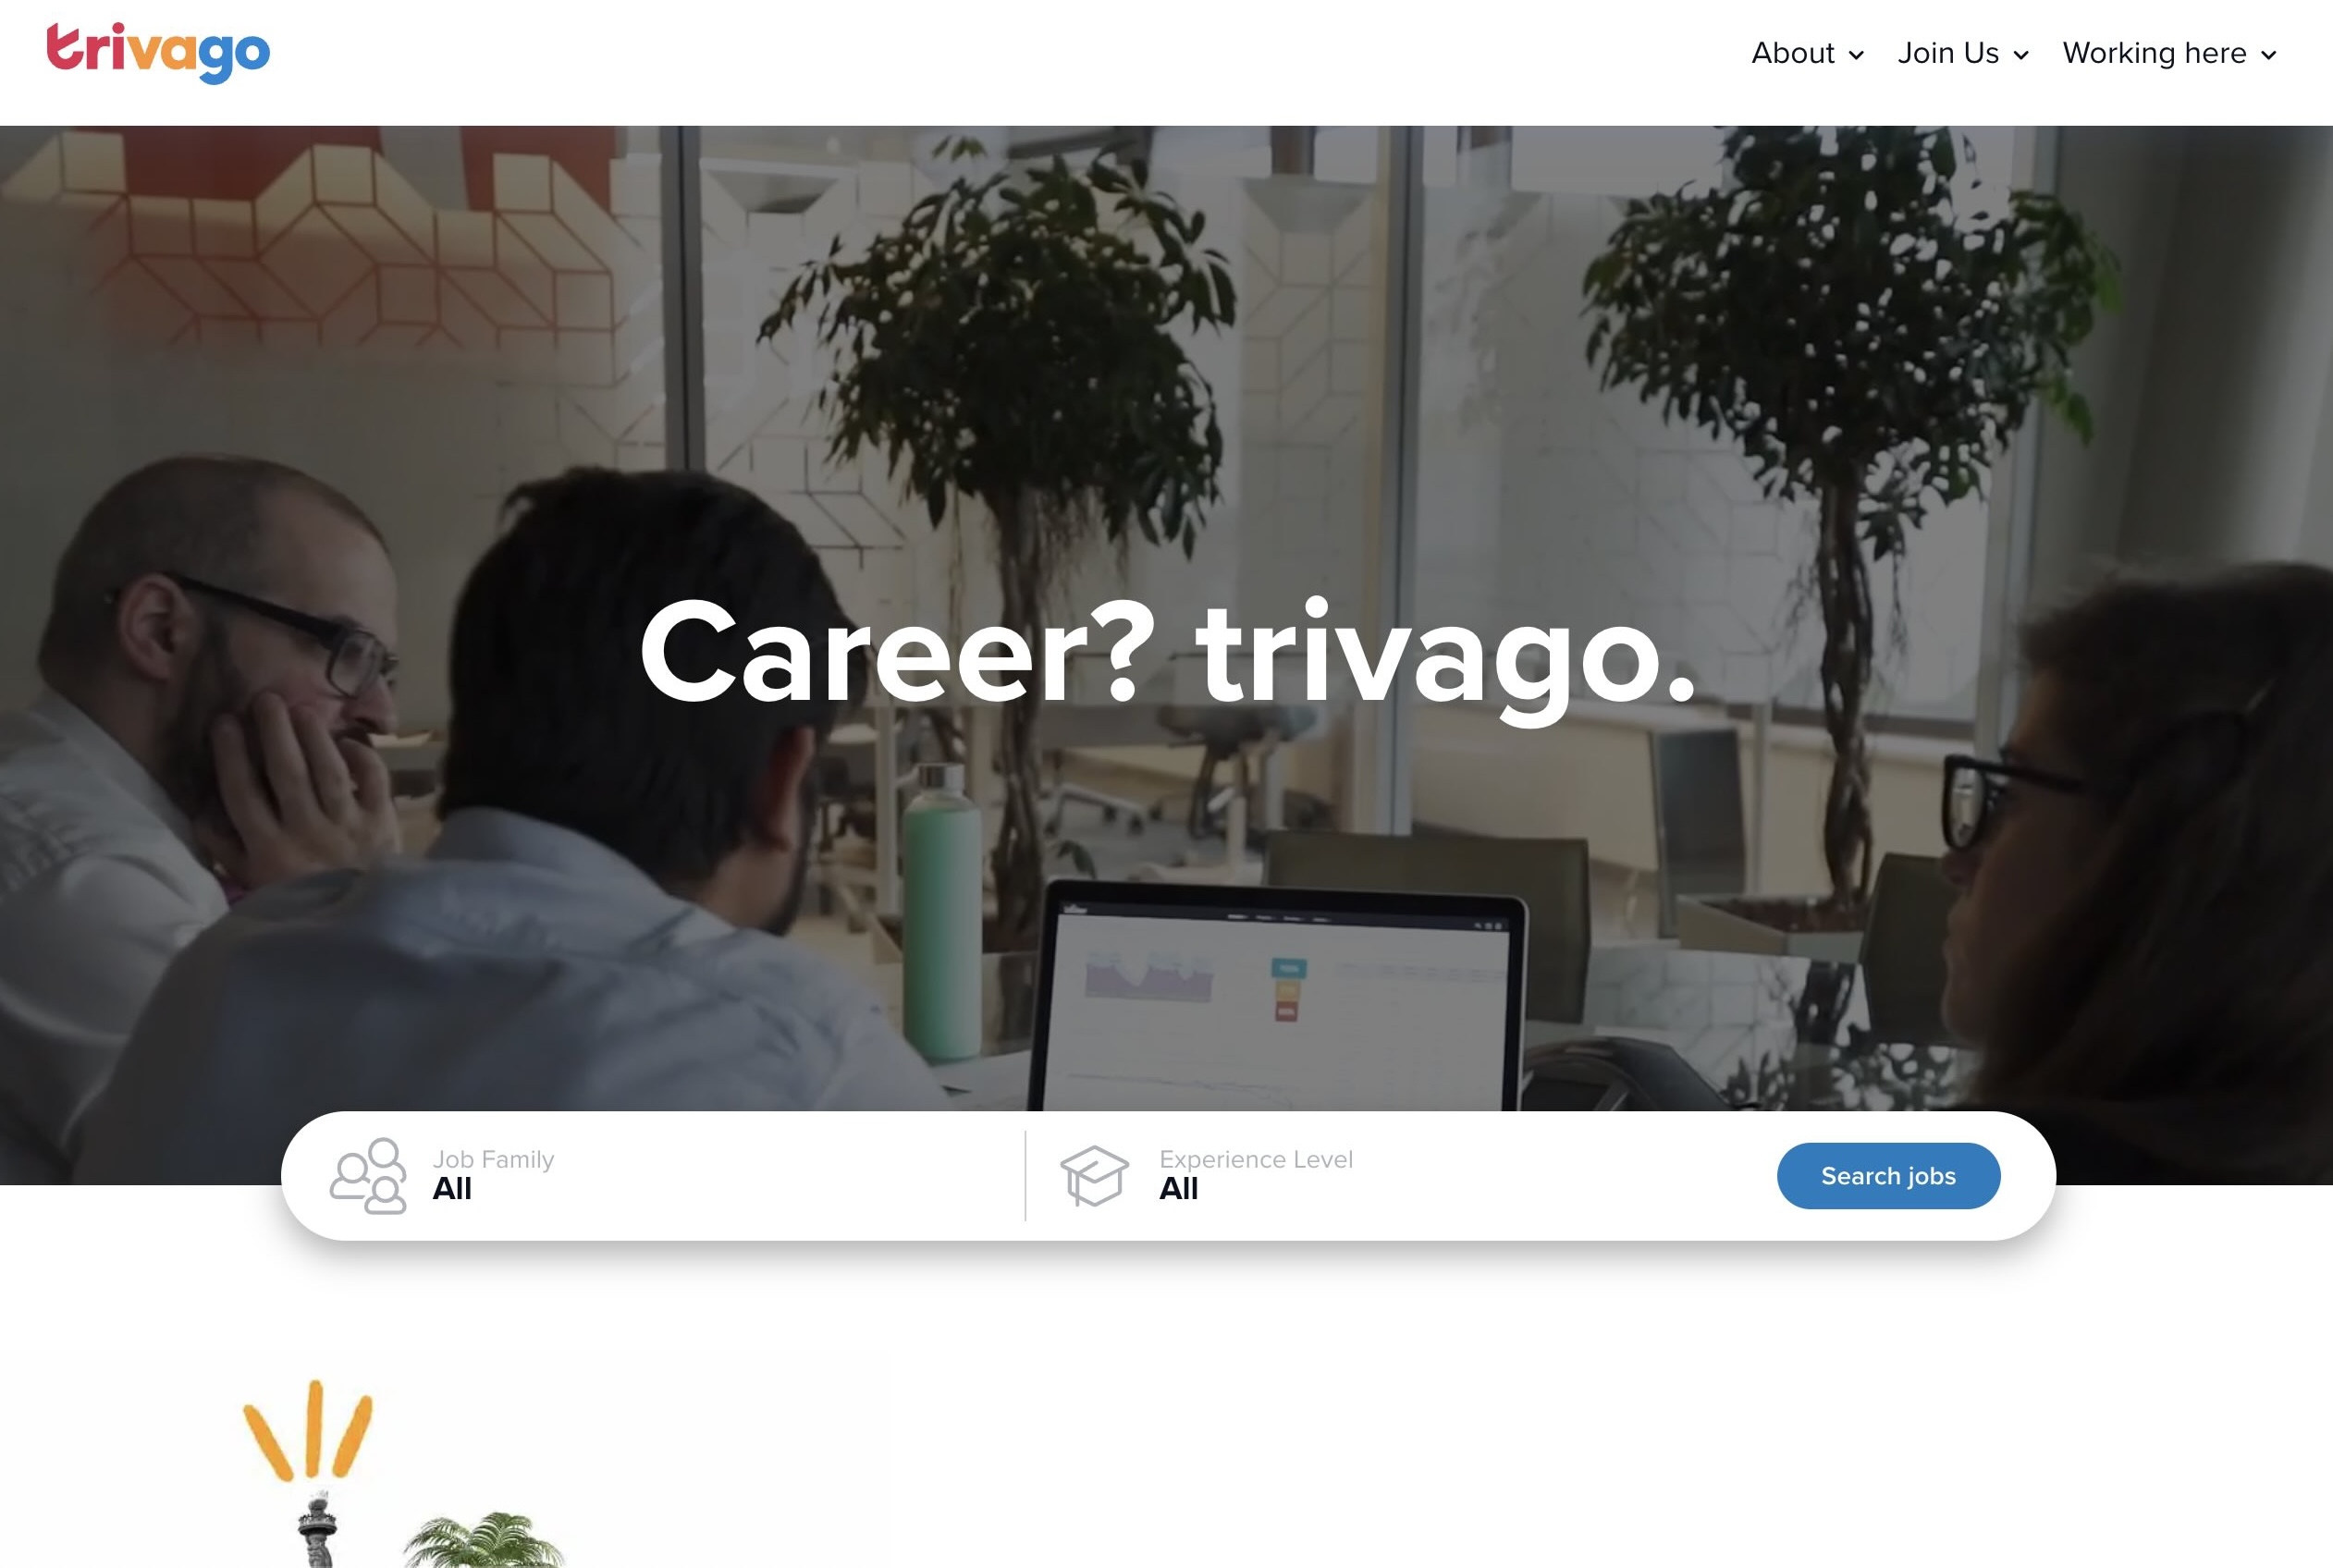 trivago
About
Join Us
Working here
Career? trivago.
Job Family
All
Experience Level
All
Search jobs